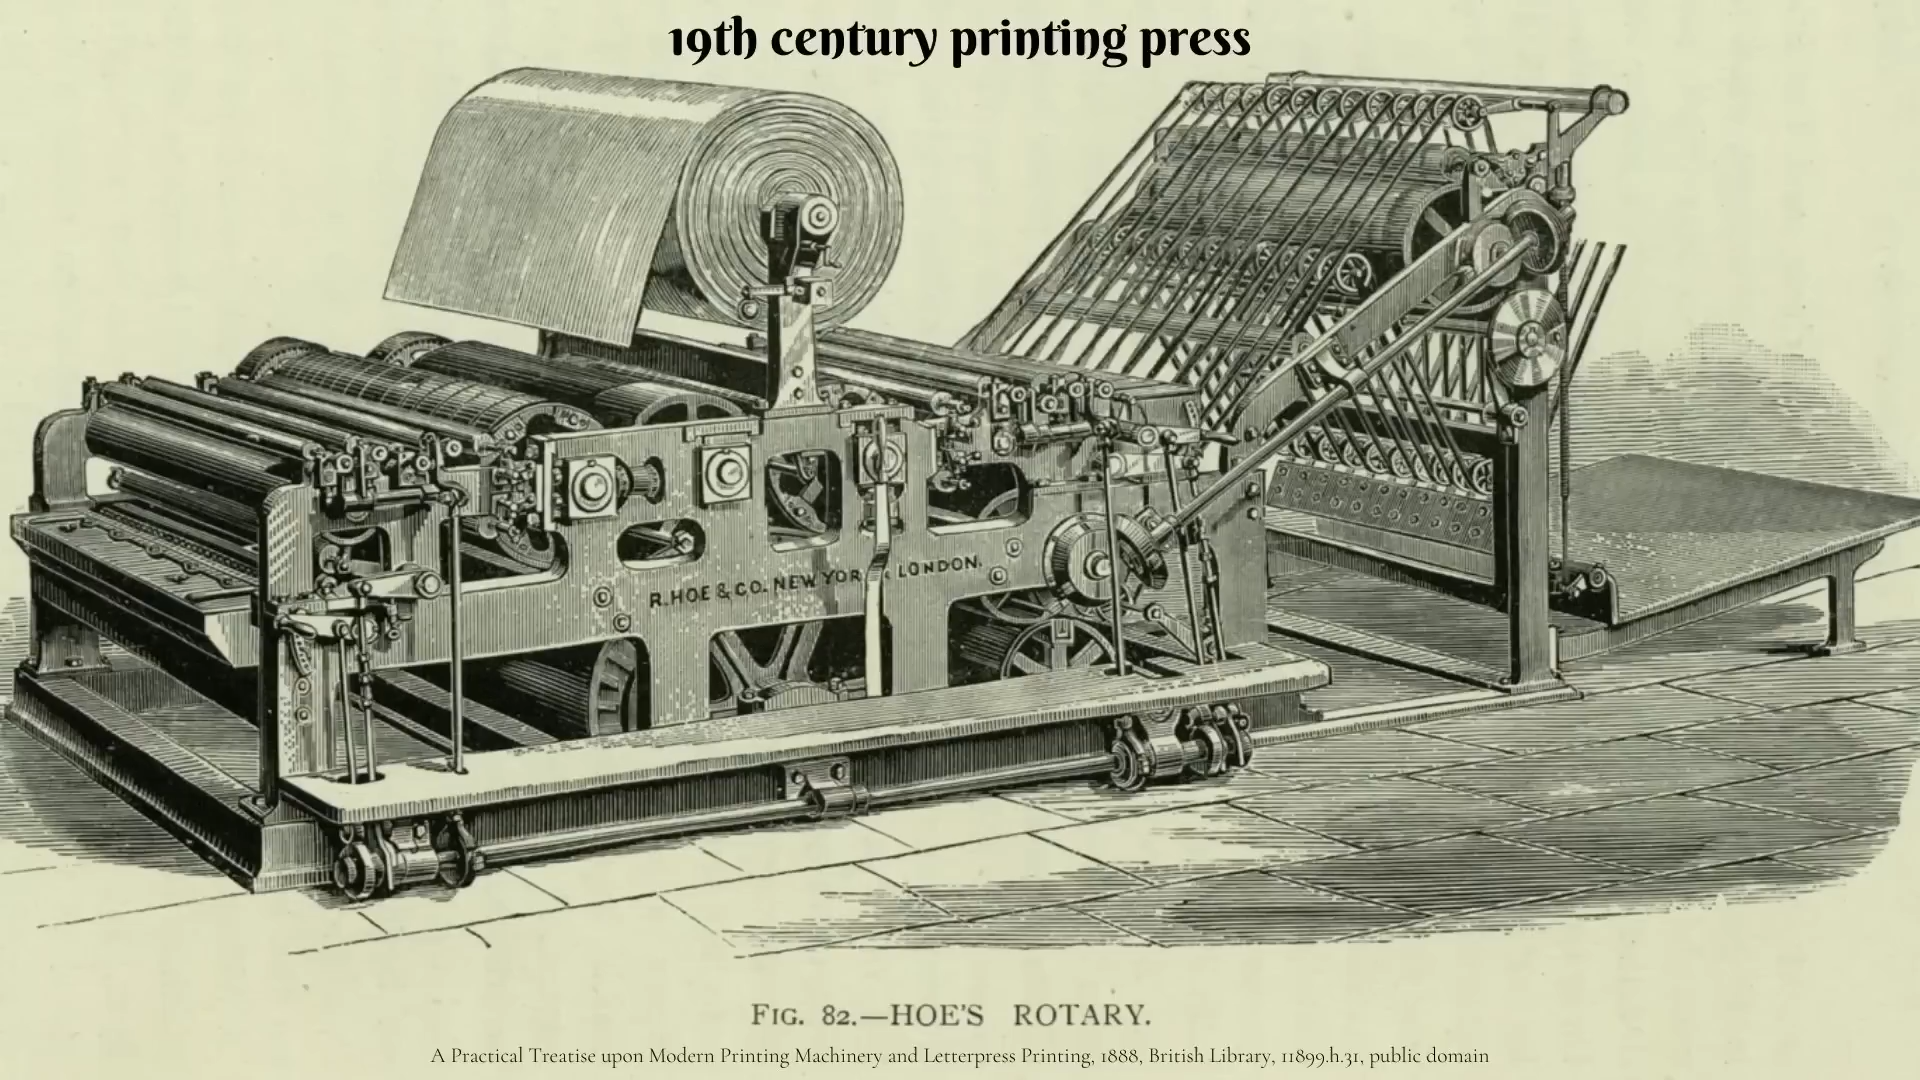 19th century printing press
R. HOE & CO. NEW YOR & LONDON.
FIG. 82.—HOE'S ROTARY.
A Practical Treatise upon Modern Printing Machinery and Letterpress Printing, 1888, British Library, 11899.h.31, public domain